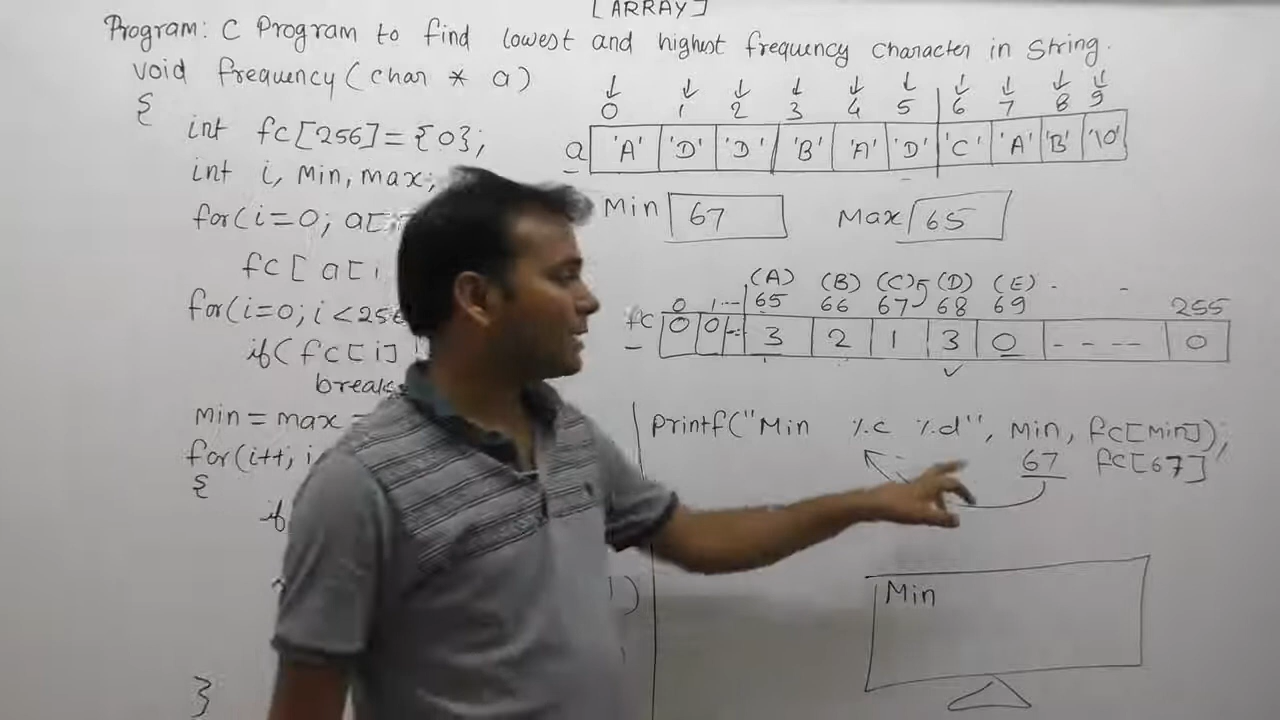 [ARRAY]
Program: C Program to find lowest and highest frequency character in String.
void frequency(char * a)
{
int fc[256]={0};
int i, min, max;
for(i=0; a[i
fc[ a[i
for(i=0; i<256
if( fc[i]
break;
min = max =
for(i++; i
{
if
)
}
0 1 2 3 4 5 6 7 8 9
a 'A' 'D' 'D' 'B' 'A' 'D' 'C' 'A' 'B' '\0'
Min 67 Max 65
(A) (B) (C) (D) (E) . -
0 1--- 65 66 67 68 69 255
fc 0 0 --- 3 2 1 3 0 ---- 0
Printf("Min %c %d", Min, fc[Min]);
67 fc[67]
Min